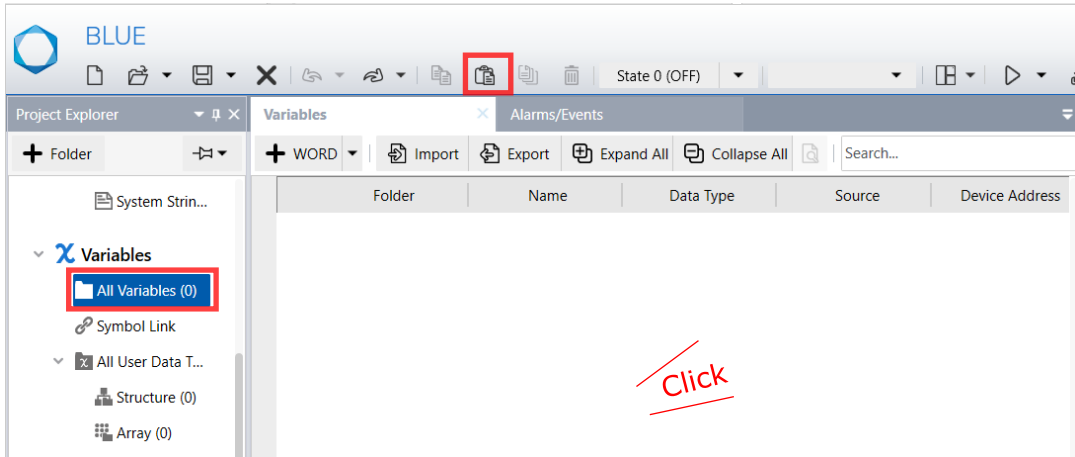 BLUE
State 0 (OFF)
Project Explorer
Variables
Alarms/Events
Folder
WORD
Import
Export
Expand All
Collapse All
Search...
Folder
Name
Data Type
Source
Device Address
System Strin...
Variables
All Variables (0)
Symbol Link
All User Data T...
Structure (0)
Array (0)
Click